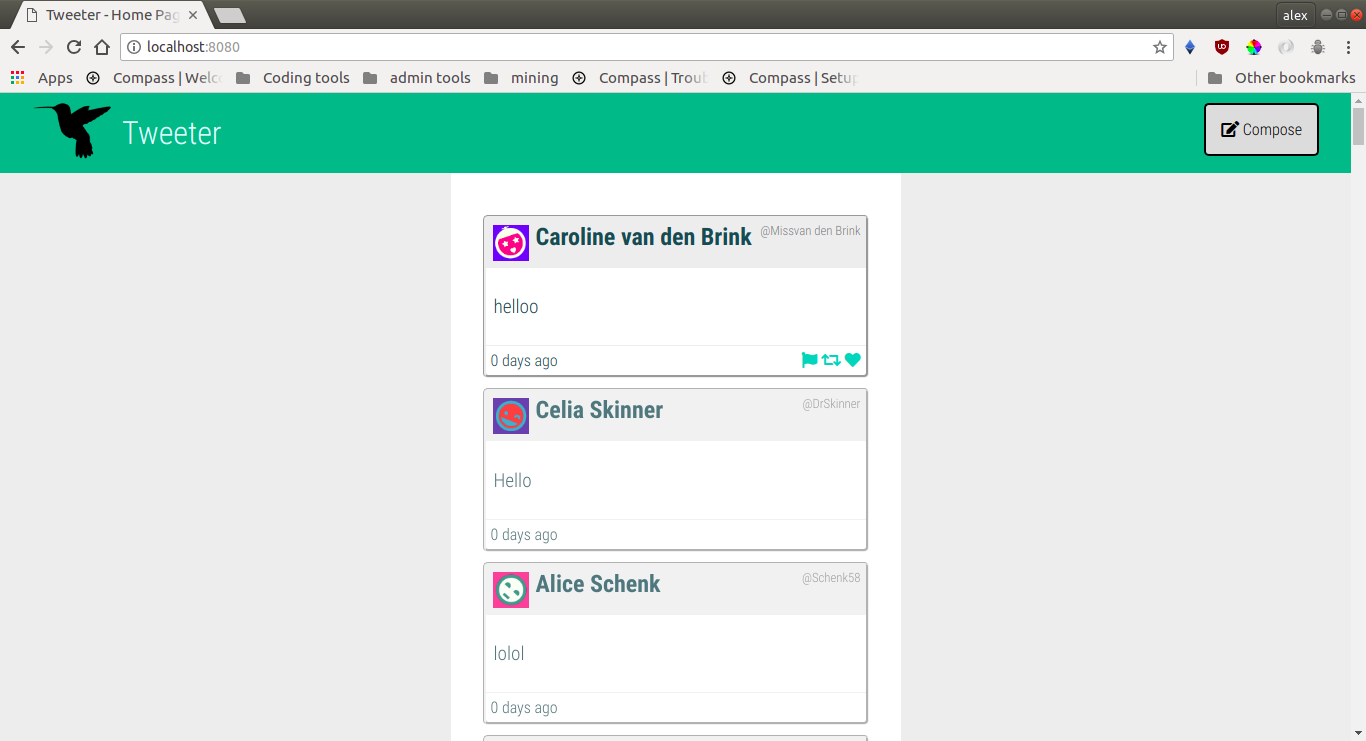 Tweeter - Home Pag
alex
localhost:8080
Apps Compass | Welc Coding tools admin tools mining Compass | Trout Compass | Setup Other bookmarks
Tweeter
Compose
Caroline van den Brink @Missvan den Brink
helloo
0 days ago
Celia Skinner @DrSkinner
Hello
0 days ago
Alice Schenk @Schenk58
lolol
0 days ago